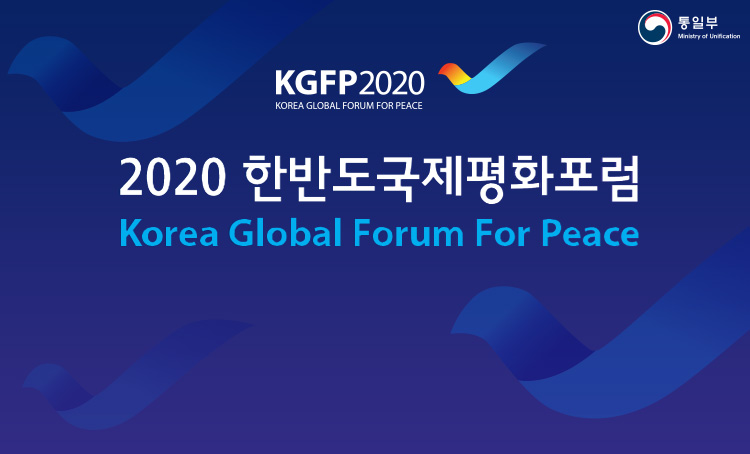 통일부
Ministry of Unification
KGFP2020
KOREA GLOBAL FORUM FOR PEACE
2020 한반도국제평화포럼
Korea Global Forum For Peace